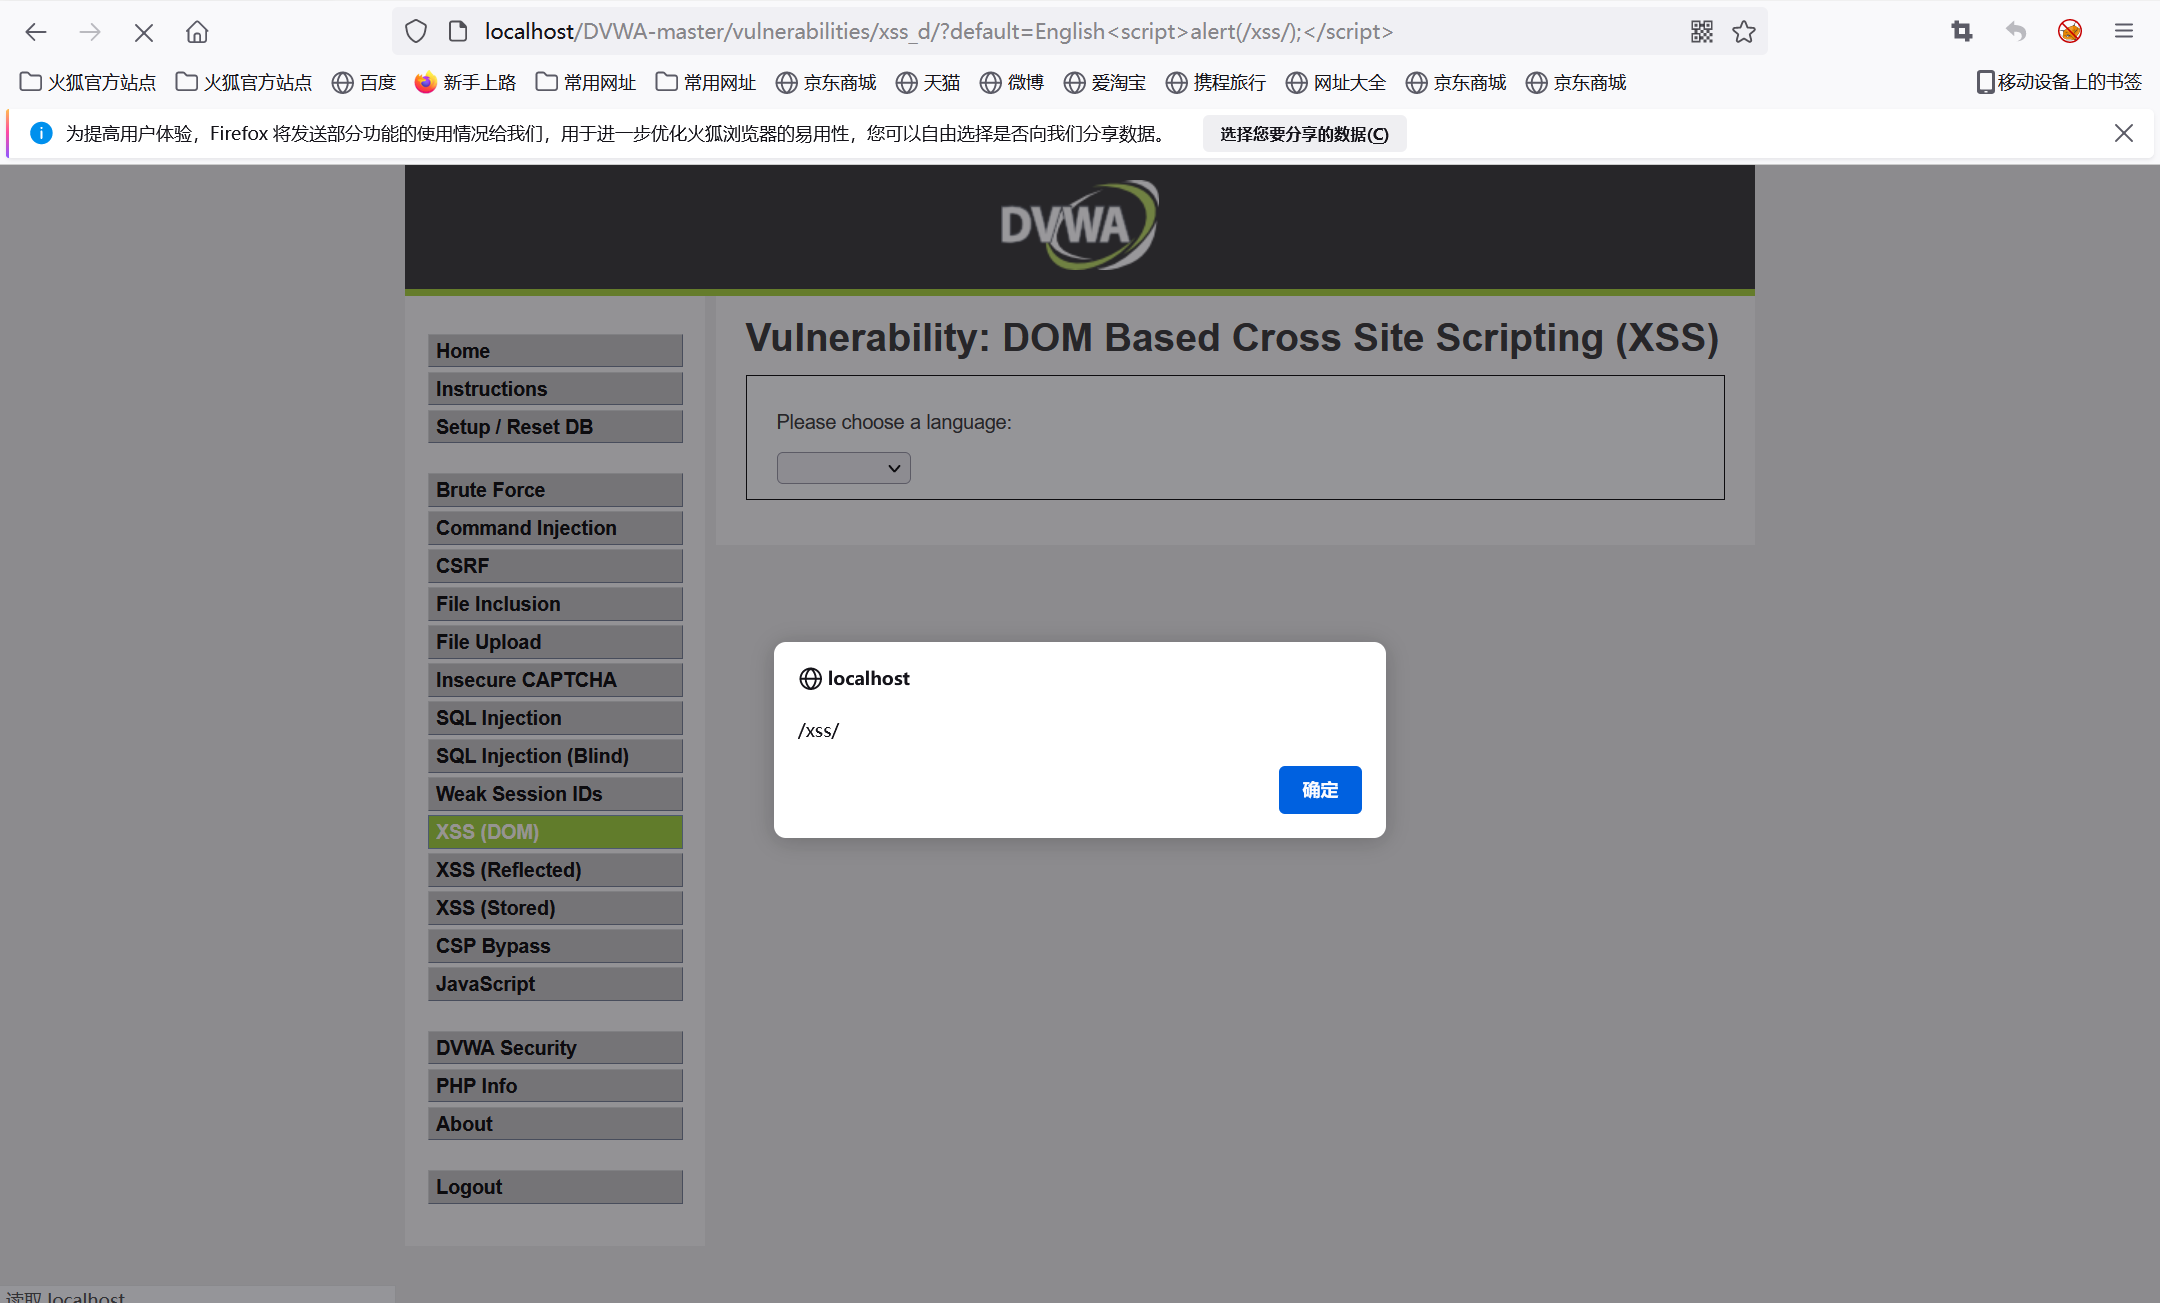 localhost/DVWA-master/vulnerabilities/xss_d/?default=English<script>alert(/xss/);</script>
火狐官方站点 火狐官方站点 百度 新手上路 常用网址 常用网址 京东商城 天猫 微博 爱淘宝 携程旅行 网址大全 京东商城 京东商城 移动设备上的书签
为提高用户体验，Firefox 将发送部分功能的使用情况给我们，用于进一步优化火狐浏览器的易用性，您可以自由选择是否向我们分享数据。 选择您要分享的数据(C)
DVWA
Vulnerability: DOM Based Cross Site Scripting (XSS)
Please choose a language:
Home
Instructions
Setup / Reset DB
Brute Force
Command Injection
CSRF
File Inclusion
File Upload
Insecure CAPTCHA
SQL Injection
SQL Injection (Blind)
Weak Session IDs
XSS (DOM)
XSS (Reflected)
XSS (Stored)
CSP Bypass
JavaScript
DVWA Security
PHP Info
About
Logout
localhost
/xss/
确定
读取 localhost